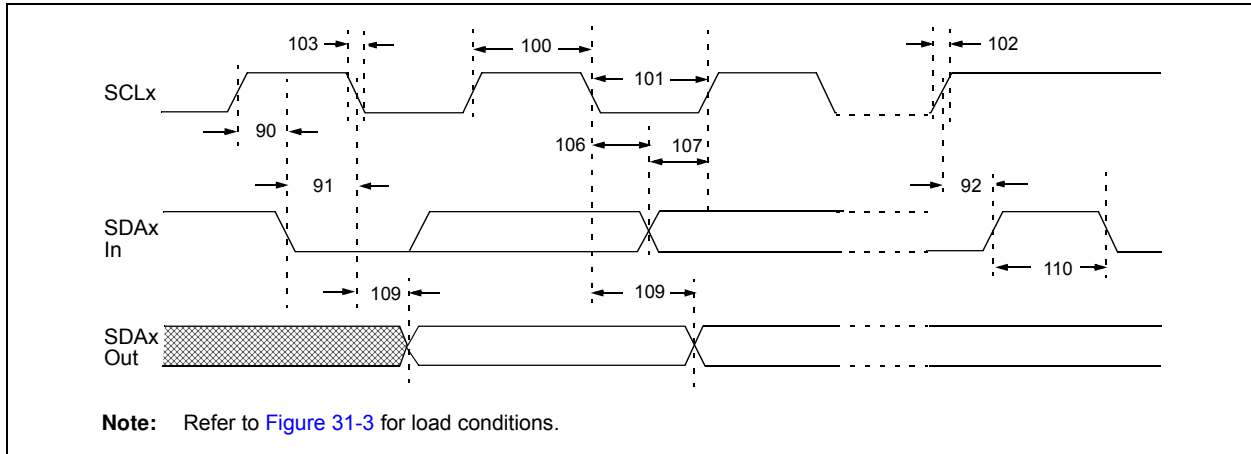 103
100
102
101
SCLx
90
106
107
91
92
SDAx
In
110
109
109
SDAx
Out
Note: Refer to Figure 31-3 for load conditions.